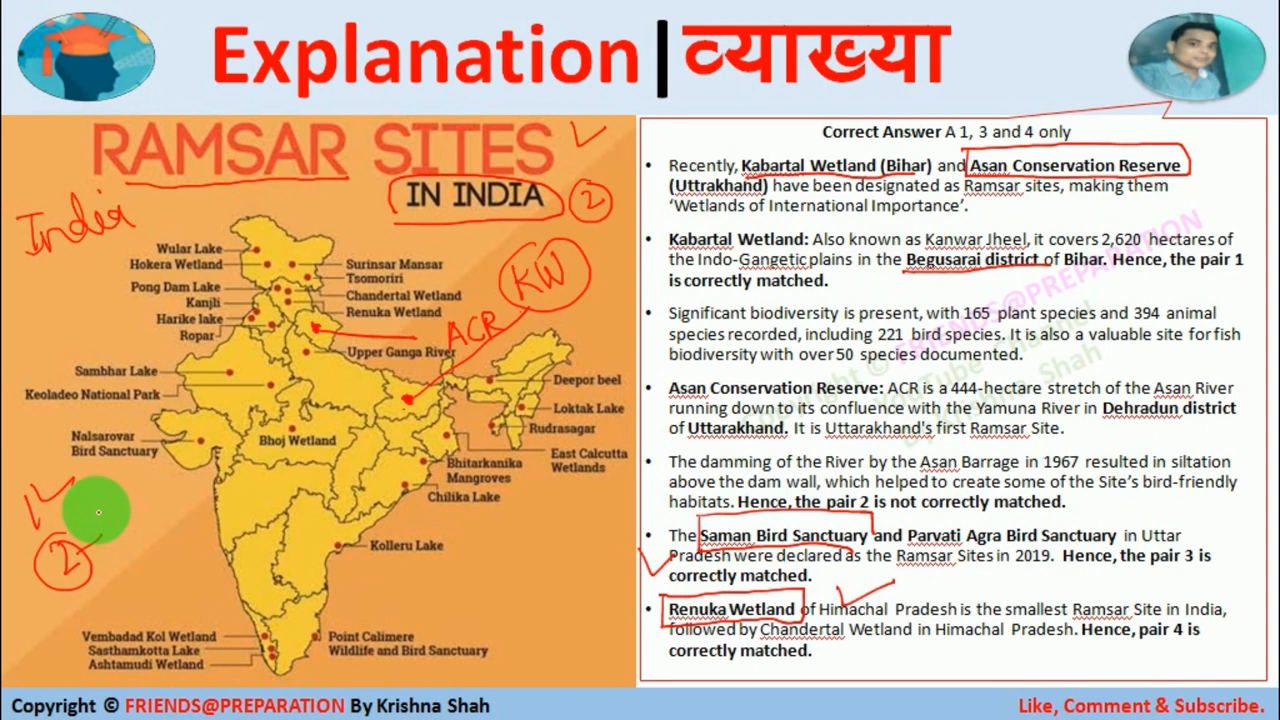 Explanation|व्याख्या
RAMSAR SITES
IN INDIA
India
2
KW
ACR
2
Wular Lake
Hokera Wetland
Pong Dam Lake
Kanjli
Harike lake
Ropar
Sambhar Lake
Keoladeo National Park
Nalsarovar
Bird Sanctuary
Surinsar Mansar
Tsomoriri
Chandertal Wetland
Renuka Wetland
Upper Ganga River
Deepor beel
Loktak Lake
Rudrasagar
East Calcutta
Wetlands
Bhoj Wetland
Bhitarkanika
Mangroves
Chilika Lake
Kolleru Lake
Vembadad Kol Wetland
Sasthamkotta Lake
Ashtamudi Wetland
Point Calimere
Wildlife and Bird Sanctuary
Correct Answer A 1, 3 and 4 only
• Recently, Kabartal Wetland (Bihar) and Asan Conservation Reserve
(Uttrakhand) have been designated as Ramsar sites, making them
‘Wetlands of International Importance’.
• Kabartal Wetland: Also known as Kanwar Jheel, it covers 2,620 hectares of
the Indo-Gangetic plains in the Begusarai district of Bihar. Hence, the pair 1
is correctly matched.
• Significant biodiversity is present, with 165 plant species and 394 animal
species recorded, including 221 bird species. It is also a valuable site for fish
biodiversity with over 50 species documented.
• Asan Conservation Reserve: ACR is a 444-hectare stretch of the Asan River
running down to its confluence with the Yamuna River in Dehradun district
of Uttarakhand. It is Uttarakhand's first Ramsar Site.
• The damming of the River by the Asan Barrage in 1967 resulted in siltation
above the dam wall, which helped to create some of the Site’s bird-friendly
habitats. Hence, the pair 2 is not correctly matched.
• The Saman Bird Sanctuary and Parvati Agra Bird Sanctuary in Uttar
Pradesh were declared as the Ramsar Sites in 2019. Hence, the pair 3 is
correctly matched.
• Renuka Wetland of Himachal Pradesh is the smallest Ramsar Site in India,
followed by Chandertal Wetland in Himachal Pradesh. Hence, pair 4 is
correctly matched.
© FRIENDS@PREPARATION
YouTube Channel
Shah
Copyright © FRIENDS@PREPARATION By Krishna Shah
Like, Comment & Subscribe.